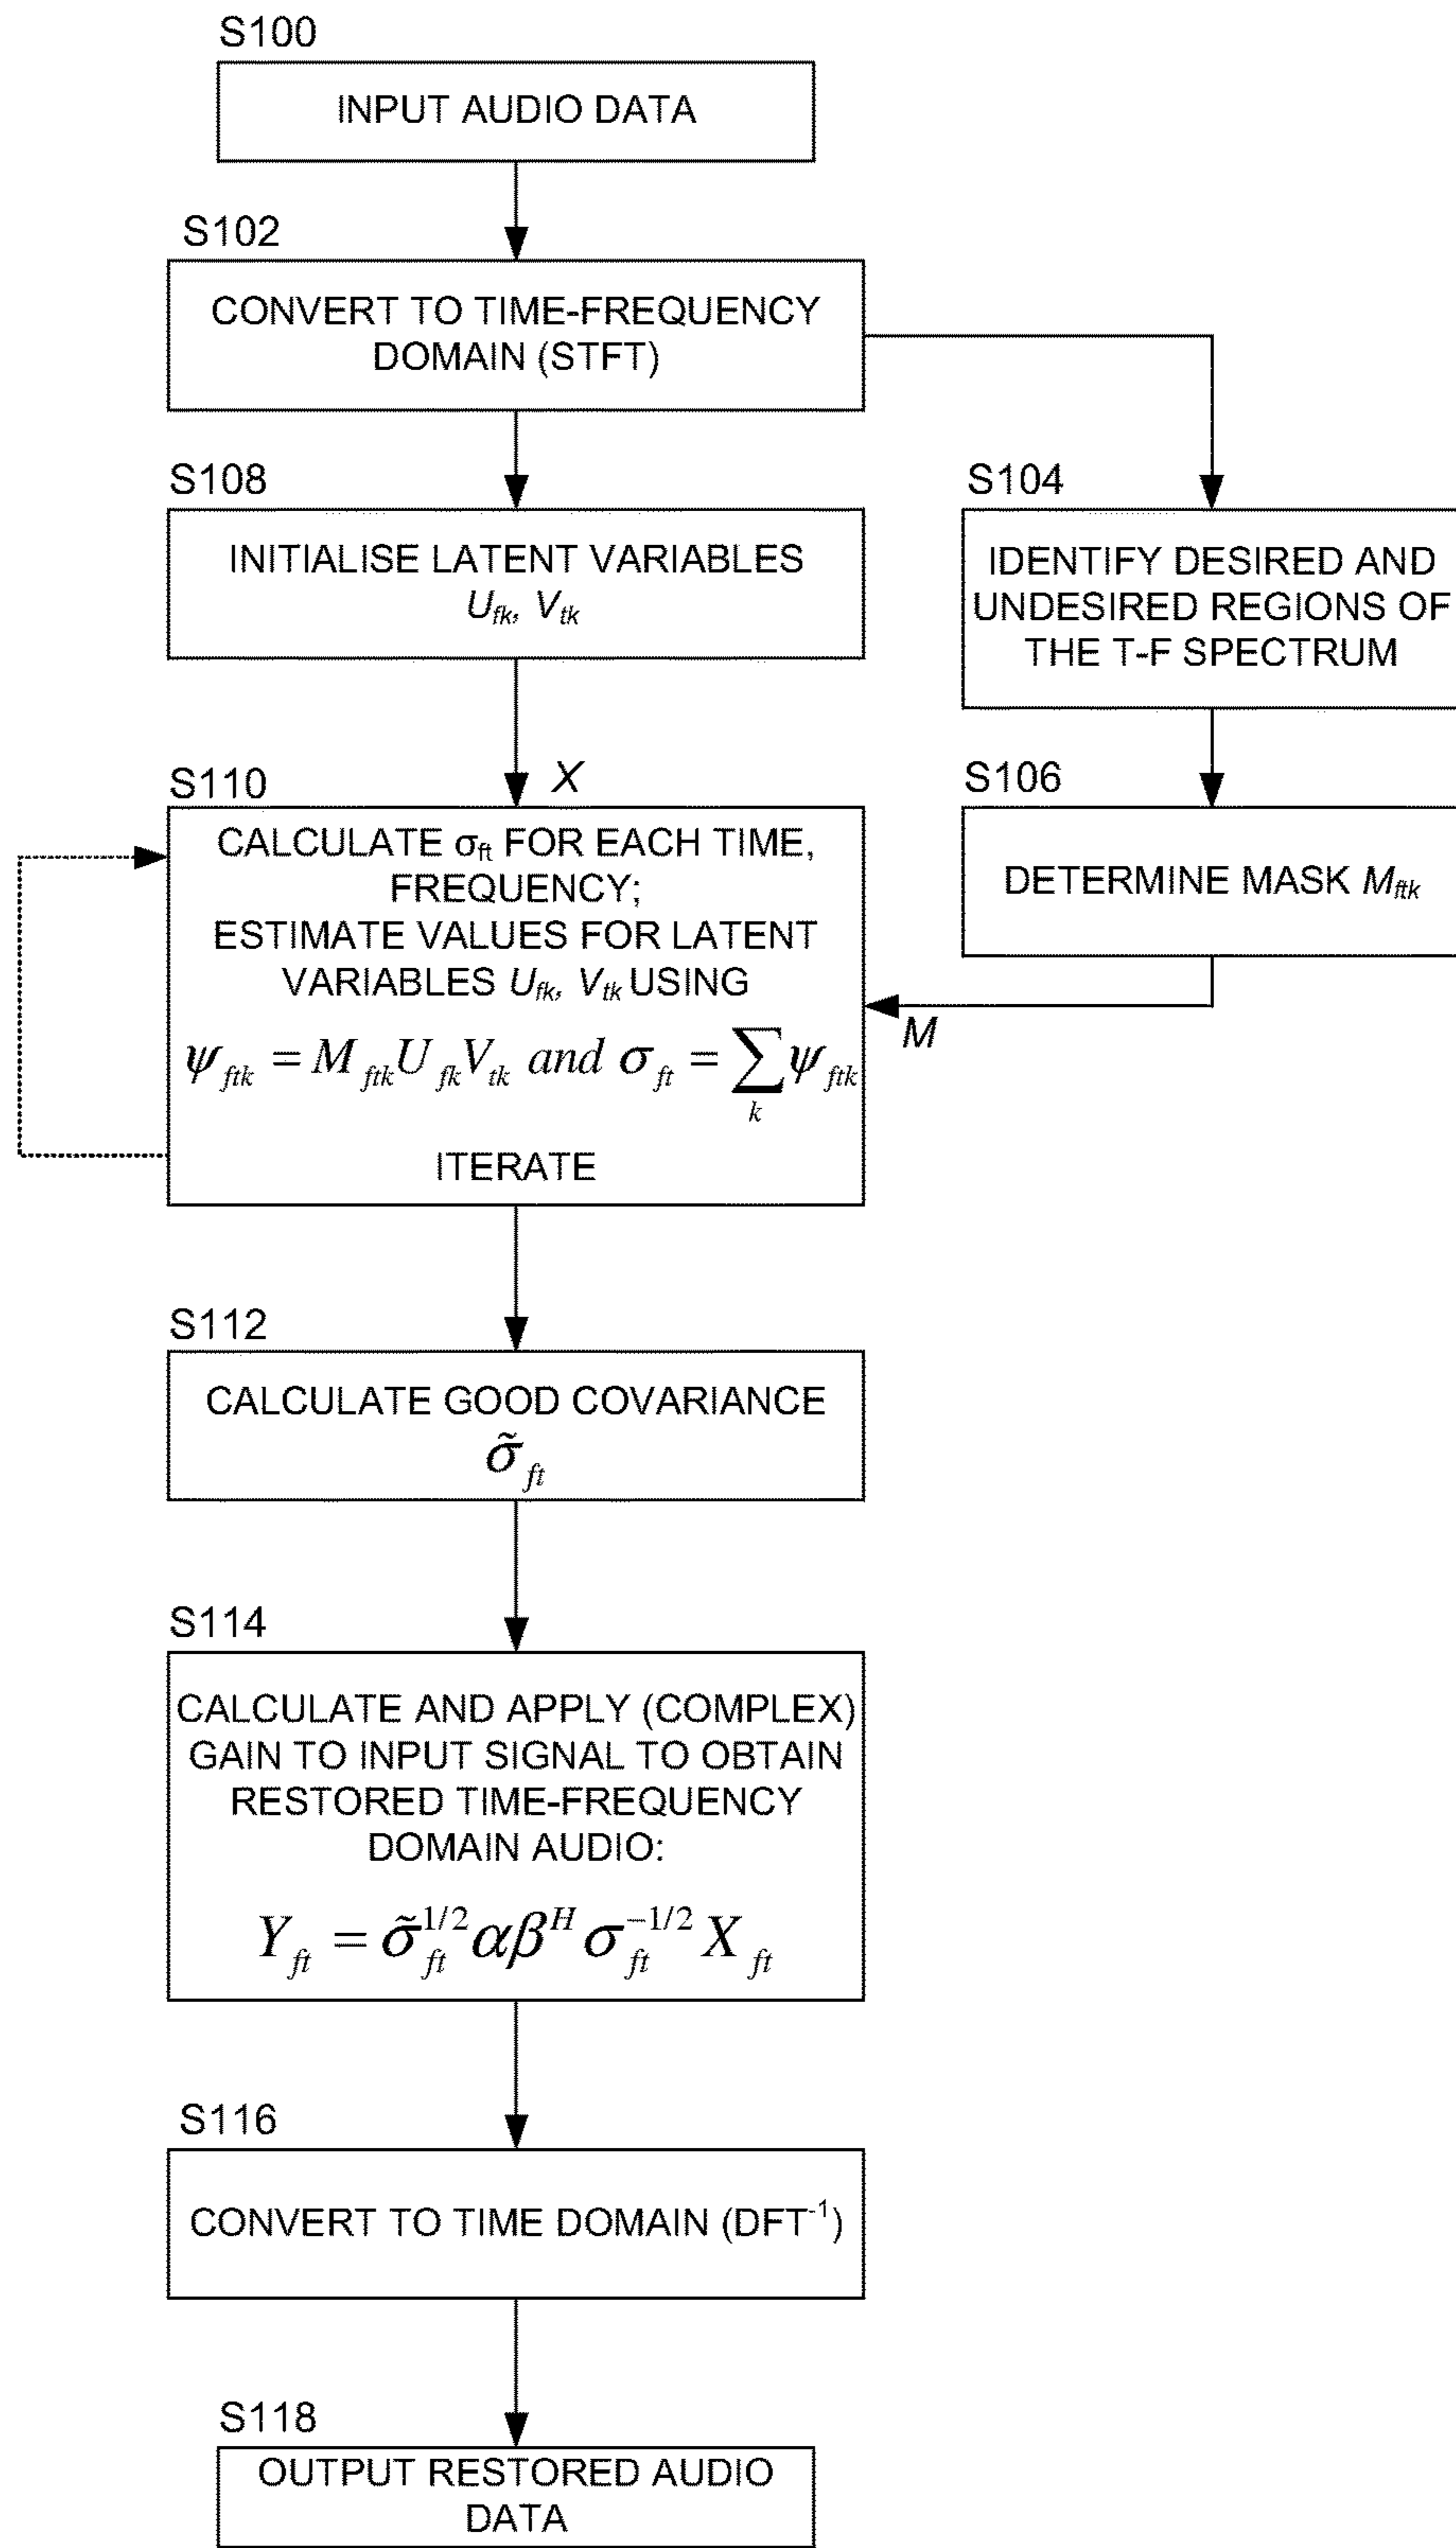 S100
INPUT AUDIO DATA
S102
CONVERT TO TIME-FREQUENCY
DOMAIN (STFT)
S108
INITIALISE LATENT VARIABLES
U_fk, V_tk
S104
IDENTIFY DESIRED AND
UNDESIRED REGIONS OF
THE T-F SPECTRUM
S106
DETERMINE MASK M_ftk
M
X
S110
CALCULATE σ_ft FOR EACH TIME,
FREQUENCY;
ESTIMATE VALUES FOR LATENT
VARIABLES U_fk, V_tk USING
ψ_ftk = M_ftk U_fk V_tk and σ_ft = ∑_k ψ_ftk
ITERATE
S112
CALCULATE GOOD COVARIANCE
σ̃_ft
S114
CALCULATE AND APPLY (COMPLEX)
GAIN TO INPUT SIGNAL TO OBTAIN
RESTORED TIME-FREQUENCY
DOMAIN AUDIO:
Y_ft = σ̃_ft^1/2 αβ^H σ_ft^-1/2 X_ft
S116
CONVERT TO TIME DOMAIN (DFT^-1)
S118
OUTPUT RESTORED AUDIO
DATA